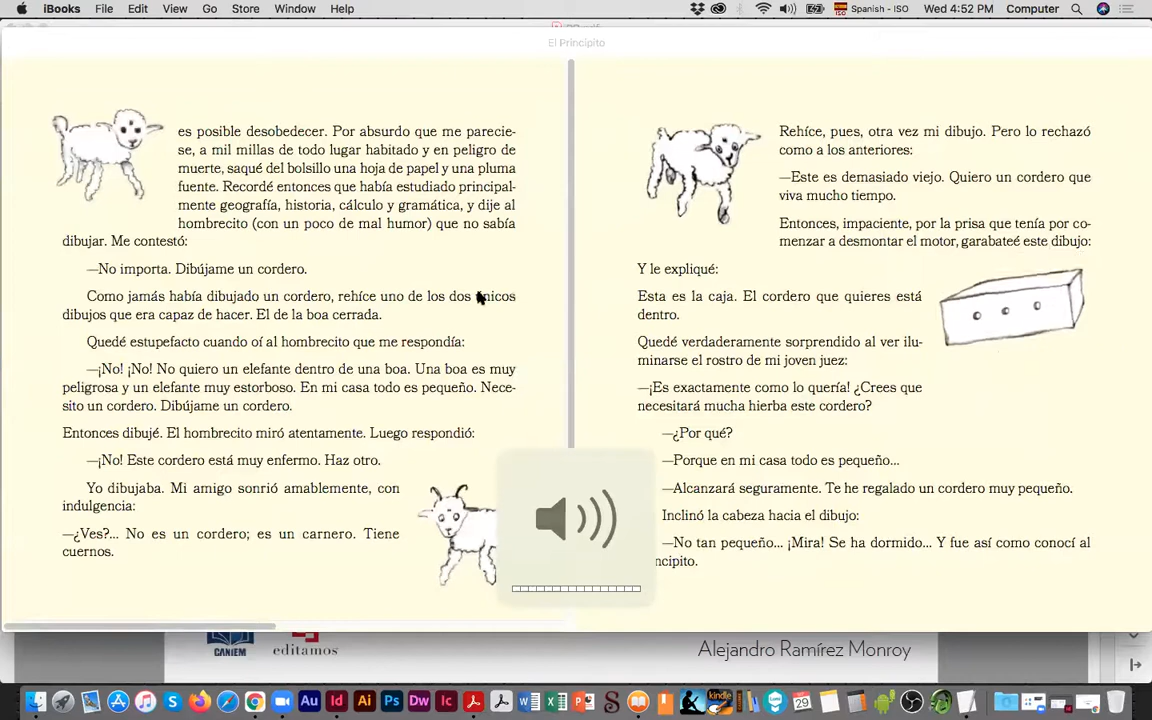 iBooks File Edit View Go Store Window Help Spanish - ISO Wed 4:52 PM Computer
El Principito
es posible desobedecer. Por absurdo que me parecie-
se, a mil millas de todo lugar habitado y en peligro de
muerte, saqué del bolsillo una hoja de papel y una pluma
fuente. Recordé entonces que había estudiado principal-
mente geografía, historia, cálculo y gramática, y dije al
hombrecito (con un poco de mal humor) que no sabía
dibujar. Me contestó:
—No importa. Dibújame un cordero.
Como jamás había dibujado un cordero, rehíce uno de los dos únicos
dibujos que era capaz de hacer. El de la boa cerrada.
Quedé estupefacto cuando oí al hombrecito que me respondía:
—¡No! ¡No! No quiero un elefante dentro de una boa. Una boa es muy
peligrosa y un elefante muy estorboso. En mi casa todo es pequeño. Nece-
sito un cordero. Dibújame un cordero.
Entonces dibujé. El hombrecito miró atentamente. Luego respondió:
—¡No! Este cordero está muy enfermo. Haz otro.
Yo dibujaba. Mi amigo sonrió amablemente, con
indulgencia:
—¿Ves?... No es un cordero; es un carnero. Tiene
cuernos.
Rehíce, pues, otra vez mi dibujo. Pero lo rechazó
como a los anteriores:
—Este es demasiado viejo. Quiero un cordero que
viva mucho tiempo.
Entonces, impaciente, por la prisa que tenía por co-
menzar a desmontar el motor, garabateé este dibujo:
Y le expliqué:
Esta es la caja. El cordero que quieres está
dentro.
Quedé verdaderamente sorprendido al ver ilu-
minarse el rostro de mi joven juez:
—¡Es exactamente como lo quería! ¿Crees que
necesitará mucha hierba este cordero?
—¿Por qué?
—Porque en mi casa todo es pequeño...
—Alcanzará seguramente. Te he regalado un cordero muy pequeño.
Inclinó la cabeza hacia el dibujo:
—No tan pequeño... ¡Mira! Se ha dormido... Y fue así como conocí al
ncipito.
CANIEM editamos Alejandro Ramírez Monroy
Au Id Ai Ps Dw Ic kindle 29